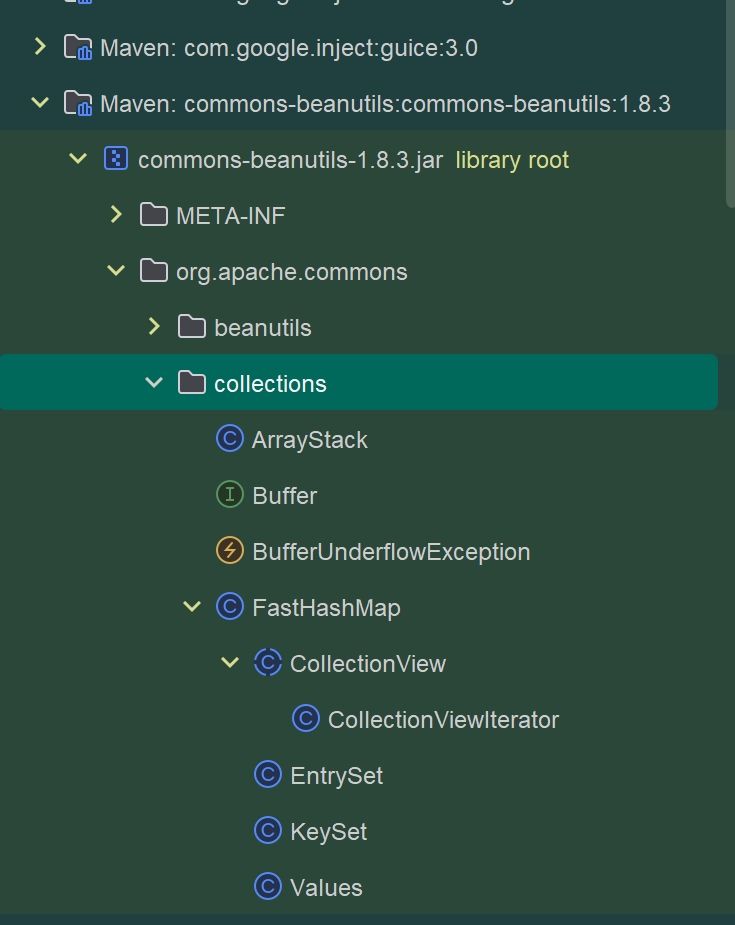 Maven: com.google.inject:guice:3.0
Maven: commons-beanutils:commons-beanutils:1.8.3
commons-beanutils-1.8.3.jar library root
META-INF
org.apache.commons
beanutils
collections
C ArrayStack
I Buffer
BufferUnderflowException
C FastHashMap
C CollectionView
C CollectionViewIterator
C EntrySet
C KeySet
C Values